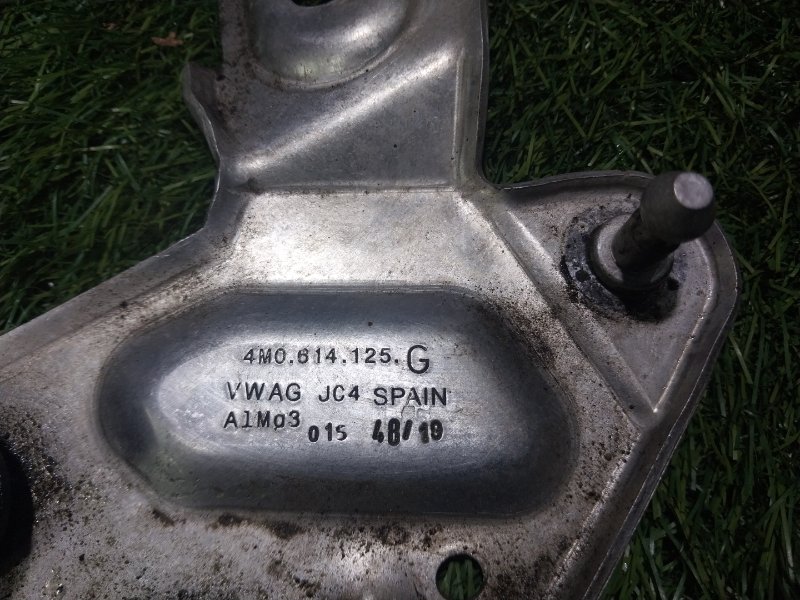 4M0.614.125.G
VWAG JC4 SPAIN
AlMg3 015 48/19